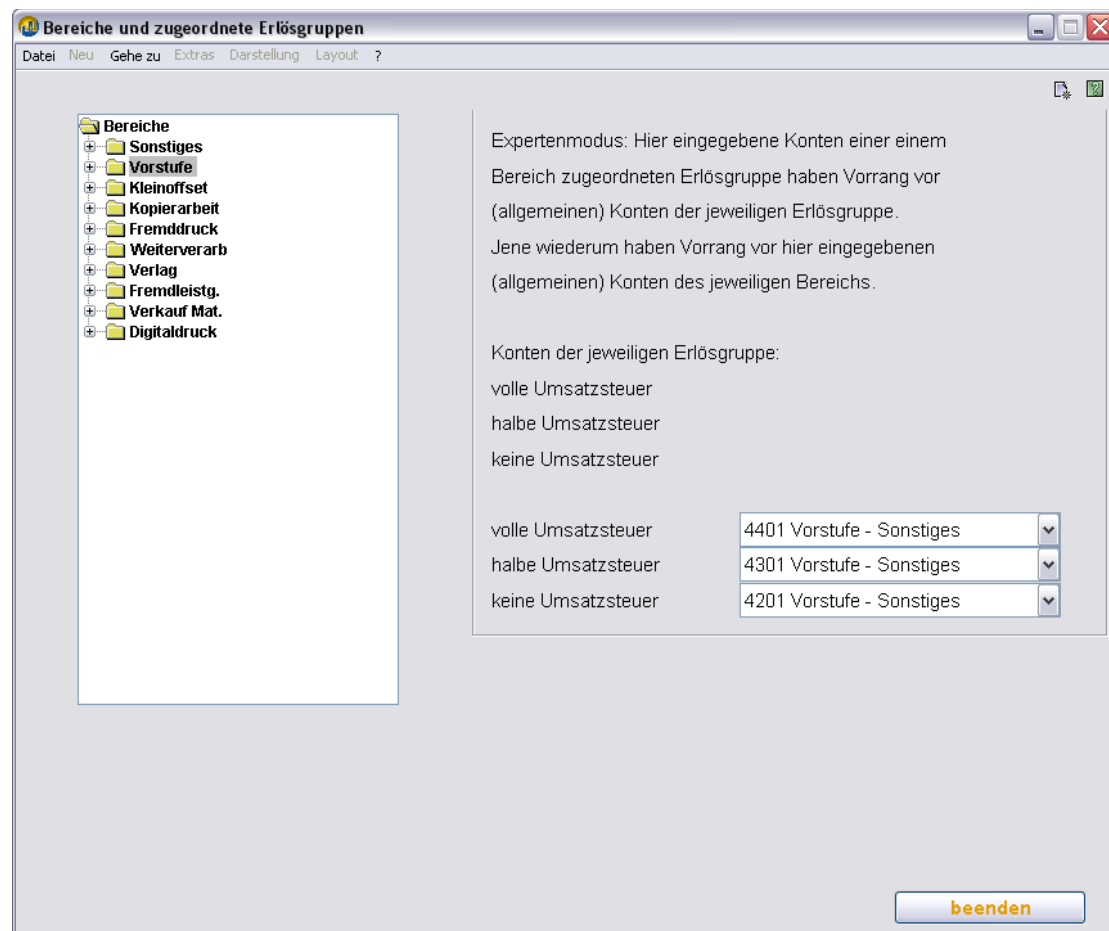 Bereiche und zugeordnete Erlösgruppen
Datei Neu Gehe zu Extras Darstellung Layout ?
Bereiche
Sonstiges
Vorstufe
Kleinoffset
Kopierarbeit
Fremddruck
Weiterverarb
Verlag
Fremdleistg.
Verkauf Mat.
Digitaldruck
Expertenmodus: Hier eingegebene Konten einer einem
Bereich zugeordneten Erlösgruppe haben Vorrang vor
(allgemeinen) Konten der jeweiligen Erlösgruppe.
Jene wiederum haben Vorrang vor hier eingegebenen
(allgemeinen) Konten des jeweiligen Bereichs.
Konten der jeweiligen Erlösgruppe:
volle Umsatzsteuer
halbe Umsatzsteuer
keine Umsatzsteuer
volle Umsatzsteuer 4401 Vorstufe - Sonstiges
halbe Umsatzsteuer 4301 Vorstufe - Sonstiges
keine Umsatzsteuer 4201 Vorstufe - Sonstiges
beenden